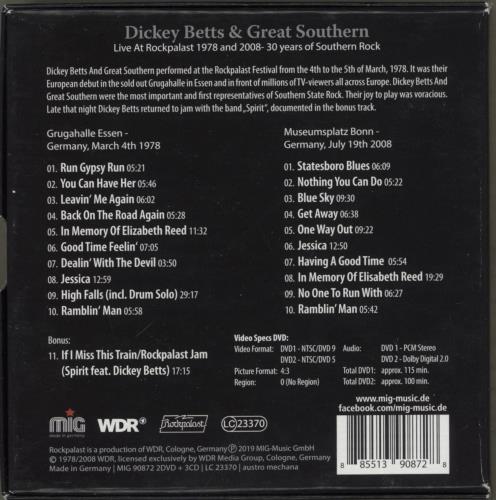 Dickey Betts & Great Southern
Live At Rockpalast 1978 and 2008- 30 years of Southern Rock
Dickey Betts And Great Southern performed at the Rockpalast Festival from the 4th to the 5th of March, 1978. It was their
European debut in the sold out Grugahalle in Essen and in front of millions of TV-viewers all across Europe. Dickey Betts
And Great Southern were the most important and first representatives of Southern State Rock. Their joy to play was voracious.
Late that night Dickey Betts returned to jam with the band „Spirit“, documented in the bonus track.
Grugahalle Essen -
Germany, March 4th 1978
01. Run Gypsy Run 05:21
02. You Can Have Her 05:46
03. Leavin' Me Again 06:02
04. Back On The Road Again 05:28
05. In Memory Of Elizabeth Reed 11:32
06. Good Time Feelin' 07:05
07. Dealin' With The Devil 03:50
08. Jessica 12:59
09. High Falls (incl. Drum Solo) 29:17
10. Ramblin' Man 05:58
Bonus:
11. If I Miss This Train/Rockpalast Jam
(Spirit feat. Dickey Betts) 17:15
Museumsplatz Bonn -
Germany, July 19th 2008
01. Statesboro Blues 06:09
02. Nothing You Can Do 05:22
03. Blue Sky 09:30
04. Get Away 06:38
05. One Way Out 09:22
06. Jessica 12:50
07. Having A Good Time 05:54
08. In Memory Of Elisabeth Reed 19:29
09. No One To Run With 06:27
10. Ramblin' Man 05:42
Video Specs DVD:
Video Format: DVD1 - NTSC/DVD 9
DVD2 - NTSC/DVD 5
Picture Format: 4:3
Region: 0 (No Region)
Audio: DVD 1 - PCM Stereo
DVD 2 - Dolby Digital 2.0
Total DVD1: approx. 115 min.
Total DVD2: approx. 100 min.
www.mig-music.de
facebook.com/mig-music.de
MiG
made in germany
WDR
Rockpalast
LC 23370
8 85513 90872 8
Rockpalast is a production of WDR, Cologne, Germany Ⓟ 2019 MIG-Music GmbH
© 1978/2008 WDR, licensed exclusively by WDR Media Group, Cologne, Germany
Made in Germany | MIG 90872 2DVD + 3CD | LC 23370 | austro mechana